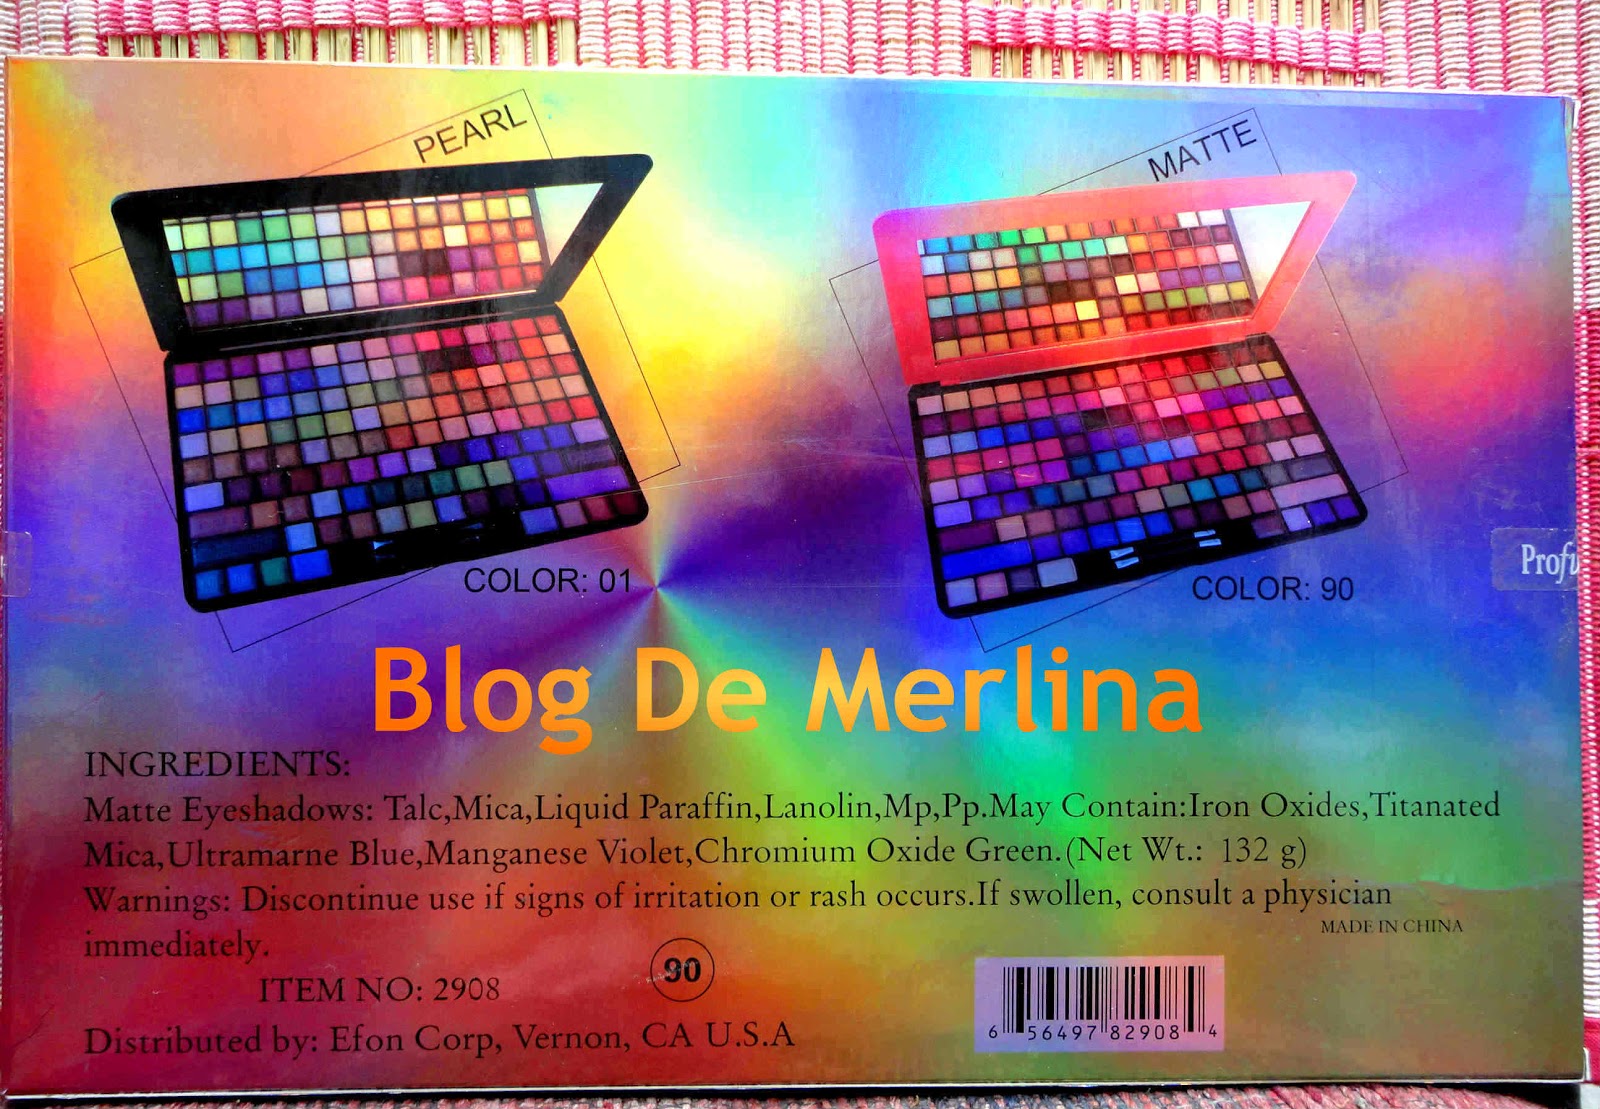 PEARL
MATTE
COLOR: 01
COLOR: 90
Profu
Blog De Merlina
INGREDIENTS:
Matte Eyeshadows: Talc,Mica,Liquid Paraffin,Lanolin,Mp,Pp.May Contain:Iron Oxides,Titanated
Mica,Ultramarne Blue,Manganese Violet,Chromium Oxide Green.(Net Wt.: 132 g)
Warnings: Discontinue use if signs of irritation or rash occurs.If swollen, consult a physician
immediately.
MADE IN CHINA
ITEM NO: 2908
90
Distributed by: Efon Corp, Vernon, CA U.S.A
6 56497 82908 4